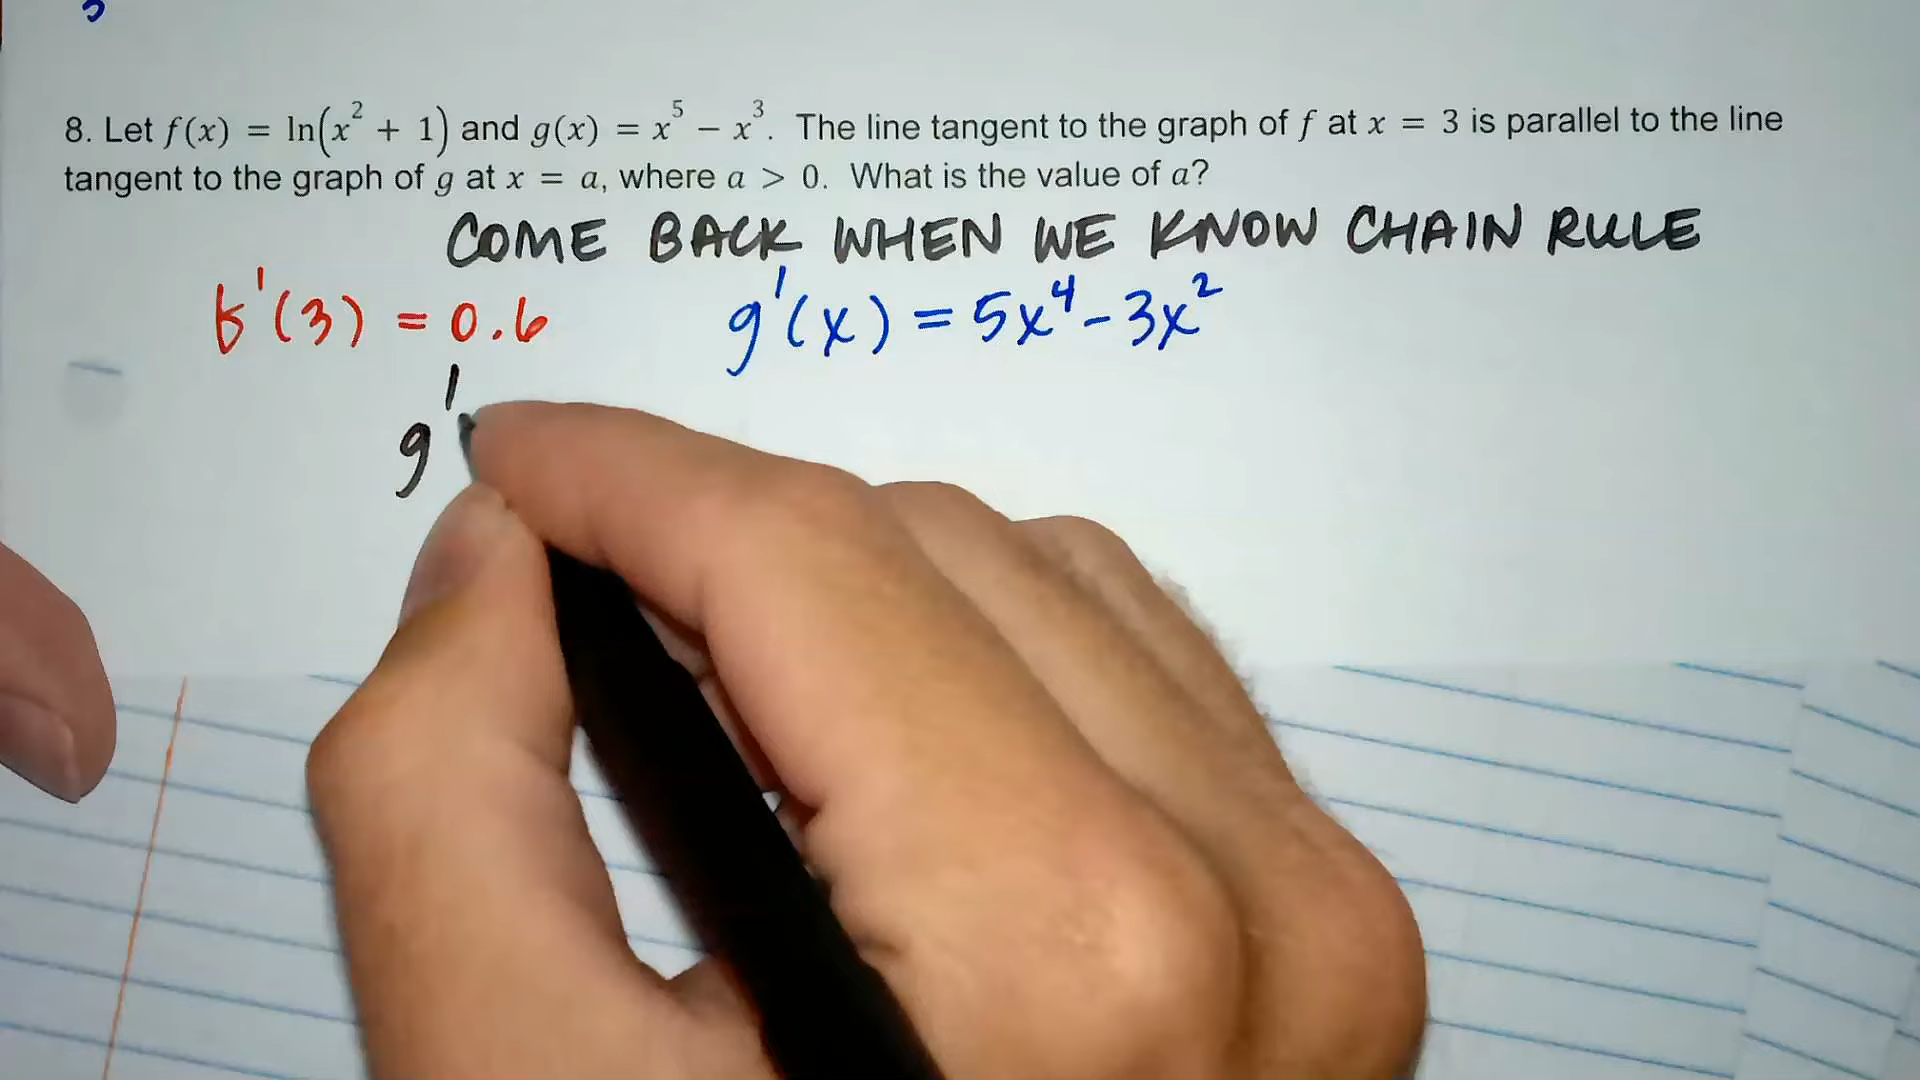 8. Let f(x) = ln(x² + 1) and g(x) = x⁵ − x³. The line tangent to the graph of f at x = 3 is parallel to the line
tangent to the graph of g at x = a, where a > 0. What is the value of a?
COME BACK WHEN WE KNOW CHAIN RULE
f'(3) = 0.6 g'(x) = 5x⁴-3x²
g'